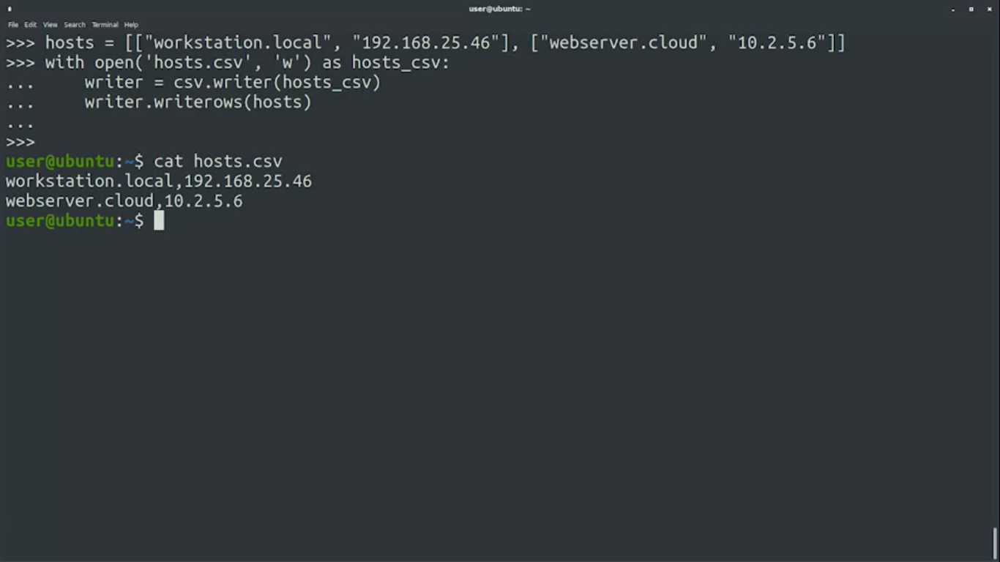 user@ubuntu: ~
File Edit View Search Terminal Help
>>> hosts = [["workstation.local", "192.168.25.46"], ["webserver.cloud", "10.2.5.6"]]
>>> with open('hosts.csv', 'w') as hosts_csv:
...     writer = csv.writer(hosts_csv)
...     writer.writerows(hosts)
...
>>>
user@ubuntu:~$ cat hosts.csv
workstation.local,192.168.25.46
webserver.cloud,10.2.5.6
user@ubuntu:~$